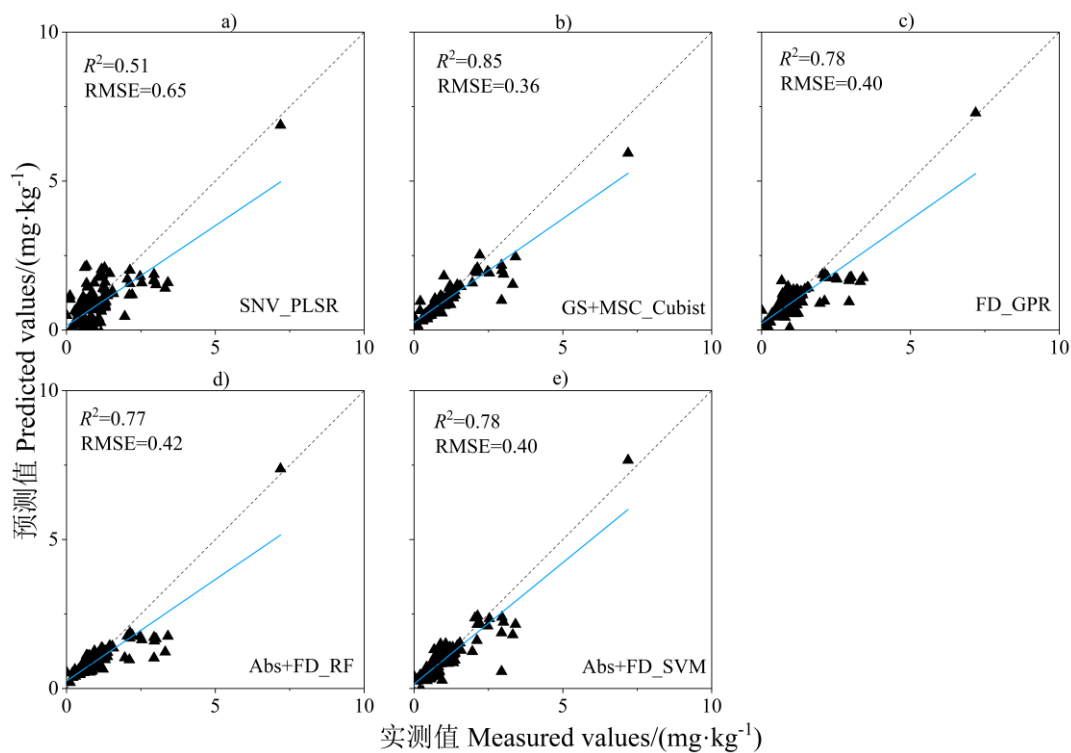 a)
R²=0.51
RMSE=0.65
SNV_PLSR
10
5
0
0
5
10
b)
R²=0.85
RMSE=0.36
GS+MSC_Cubist
0
5
10
c)
R²=0.78
RMSE=0.40
FD_GPR
0
5
10
d)
R²=0.77
RMSE=0.42
Abs+FD_RF
10
5
0
0
5
10
e)
R²=0.78
RMSE=0.40
Abs+FD_SVM
0
5
10
预测值 Predicted values/(mg·kg⁻¹)
实测值 Measured values/(mg·kg⁻¹)